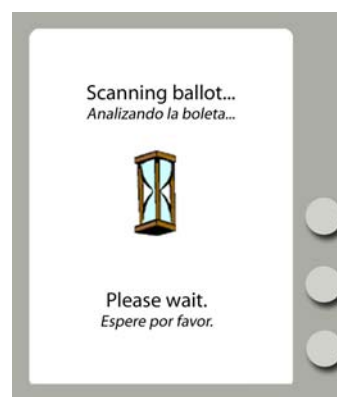 Scanning ballot...
Analizando la boleta...
Please wait.
Espere por favor.